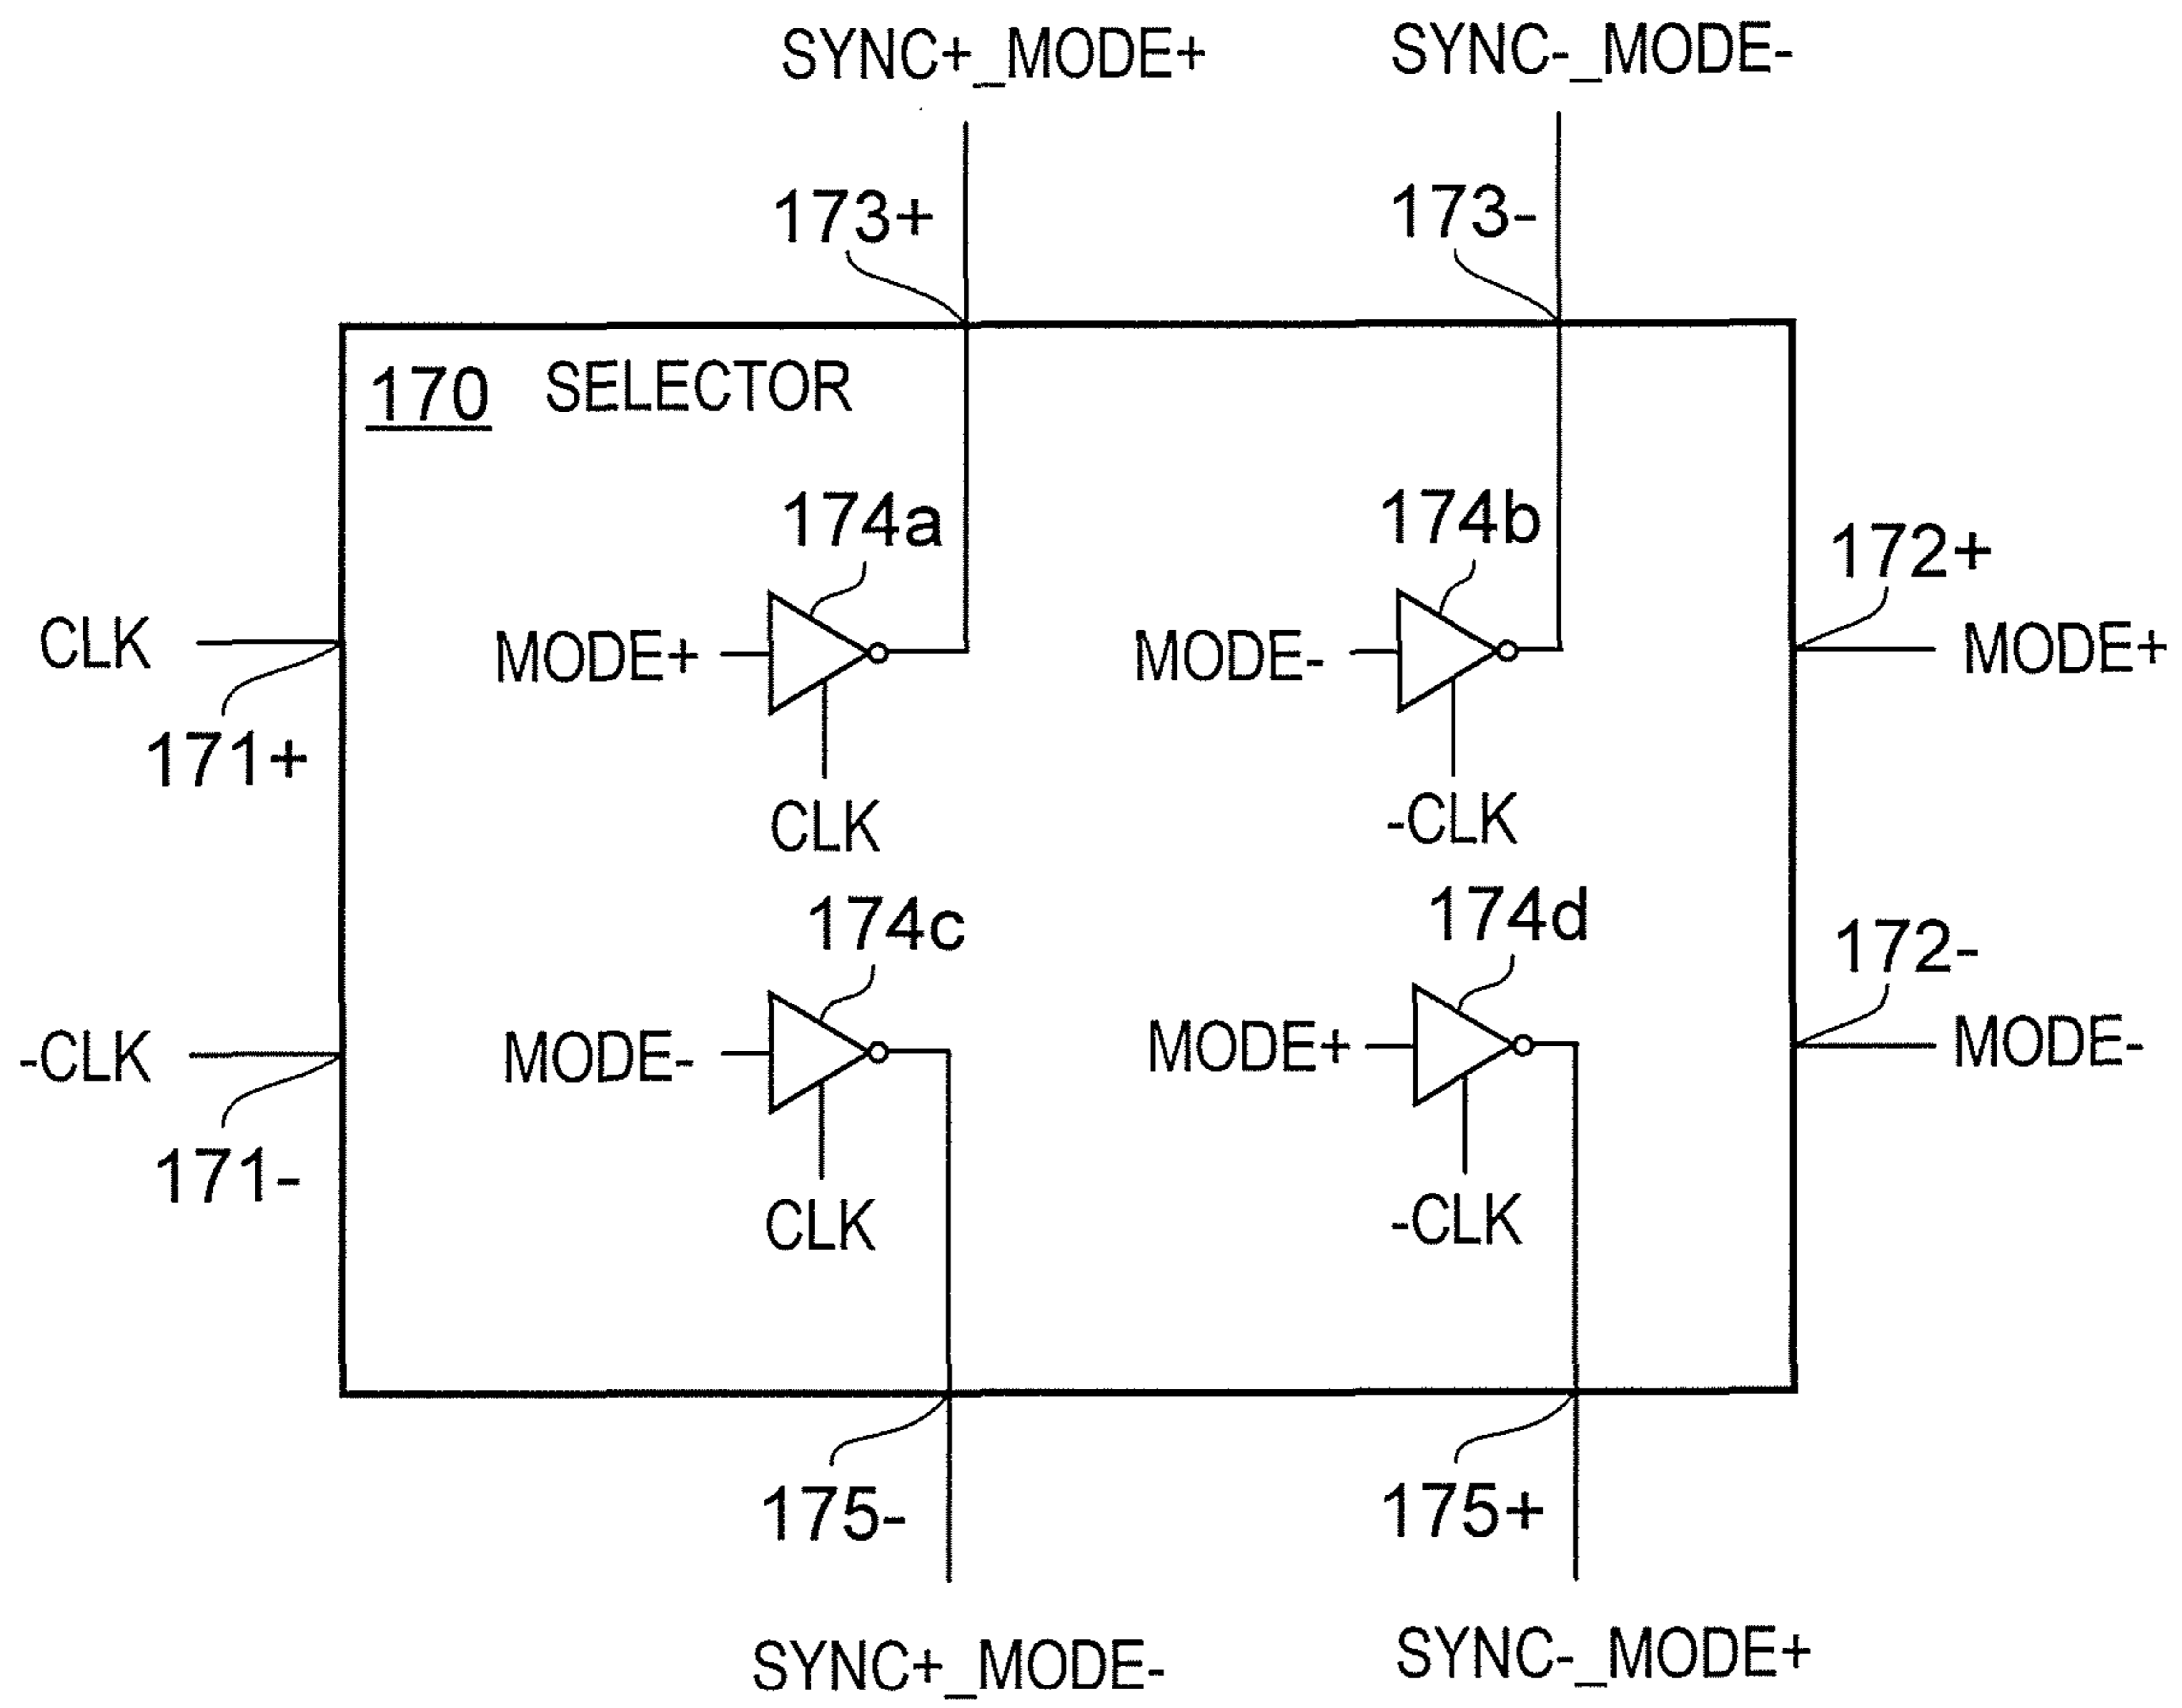 SYNC+_MODE+
SYNC-_MODE-
173+
173-
170 SELECTOR
174a
174b
172+
CLK
MODE+
MODE-
MODE+
171+
CLK
-CLK
174c
174d
172-
-CLK
MODE-
MODE+
MODE-
171-
CLK
-CLK
175-
175+
SYNC+_MODE-
SYNC-_MODE+